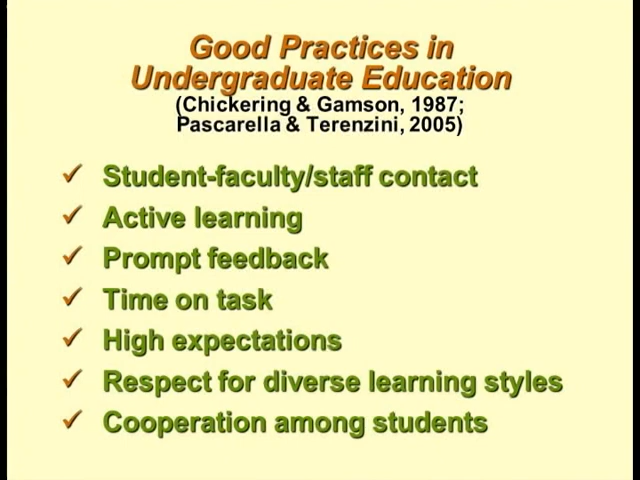 Good Practices in
Undergraduate Education
(Chickering & Gamson, 1987;
Pascarella & Terenzini, 2005)
✓ Student-faculty/staff contact
✓ Active learning
✓ Prompt feedback
✓ Time on task
✓ High expectations
✓ Respect for diverse learning styles
✓ Cooperation among students